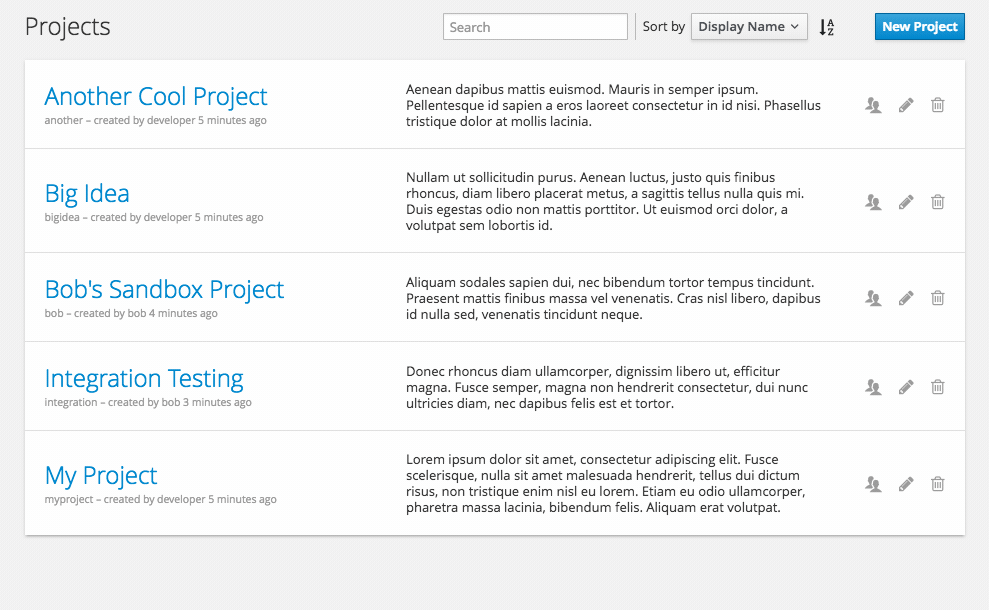 Projects
Search
Sort by
Display Name
A
Z
New Project
Another Cool Project
another – created by developer 5 minutes ago
Aenean dapibus mattis euismod. Mauris in semper ipsum.
Pellentesque id sapien a eros laoreet consectetur in id nisi. Phasellus
tristique dolor at mollis lacinia.
Big Idea
bigidea – created by developer 5 minutes ago
Nullam ut sollicitudin purus. Aenean luctus, justo quis finibus
rhoncus, diam libero placerat metus, a sagittis tellus nulla quis mi.
Duis egestas odio non mattis porttitor. Ut euismod orci dolor, a
volutpat sem lobortis id.
Bob's Sandbox Project
bob – created by bob 4 minutes ago
Aliquam sodales sapien dui, nec bibendum tortor tempus tincidunt.
Praesent mattis finibus massa vel venenatis. Cras nisl libero, dapibus
id nulla sed, venenatis tincidunt neque.
Integration Testing
integration – created by bob 3 minutes ago
Donec rhoncus diam ullamcorper, dignissim libero ut, efficitur
magna. Fusce semper, magna non hendrerit consectetur, dui nunc
ultricies diam, nec dapibus felis est et tortor.
My Project
myproject – created by developer 5 minutes ago
Lorem ipsum dolor sit amet, consectetur adipiscing elit. Fusce
scelerisque, nulla sit amet malesuada hendrerit, tellus dui dictum
risus, non tristique enim nisl eu lorem. Etiam eu odio ullamcorper,
pharetra massa lacinia, bibendum felis. Aliquam erat volutpat.